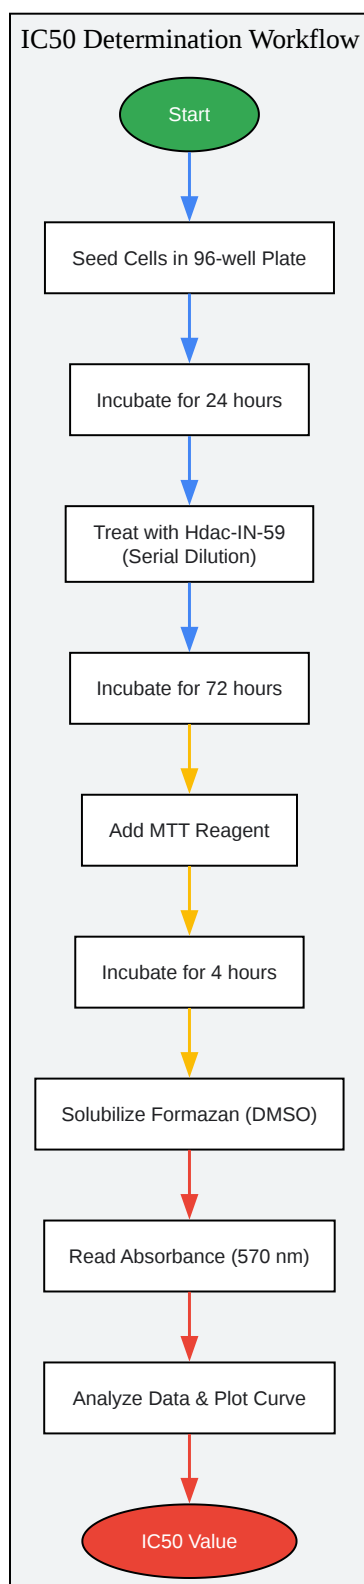 IC50 Determination Workflow
Start
Seed Cells in 96-well Plate
Incubate for 24 hours
Treat with Hdac-IN-59
(Serial Dilution)
Incubate for 72 hours
Add MTT Reagent
Incubate for 4 hours
Solubilize Formazan (DMSO)
Read Absorbance (570 nm)
Analyze Data & Plot Curve
IC50 Value